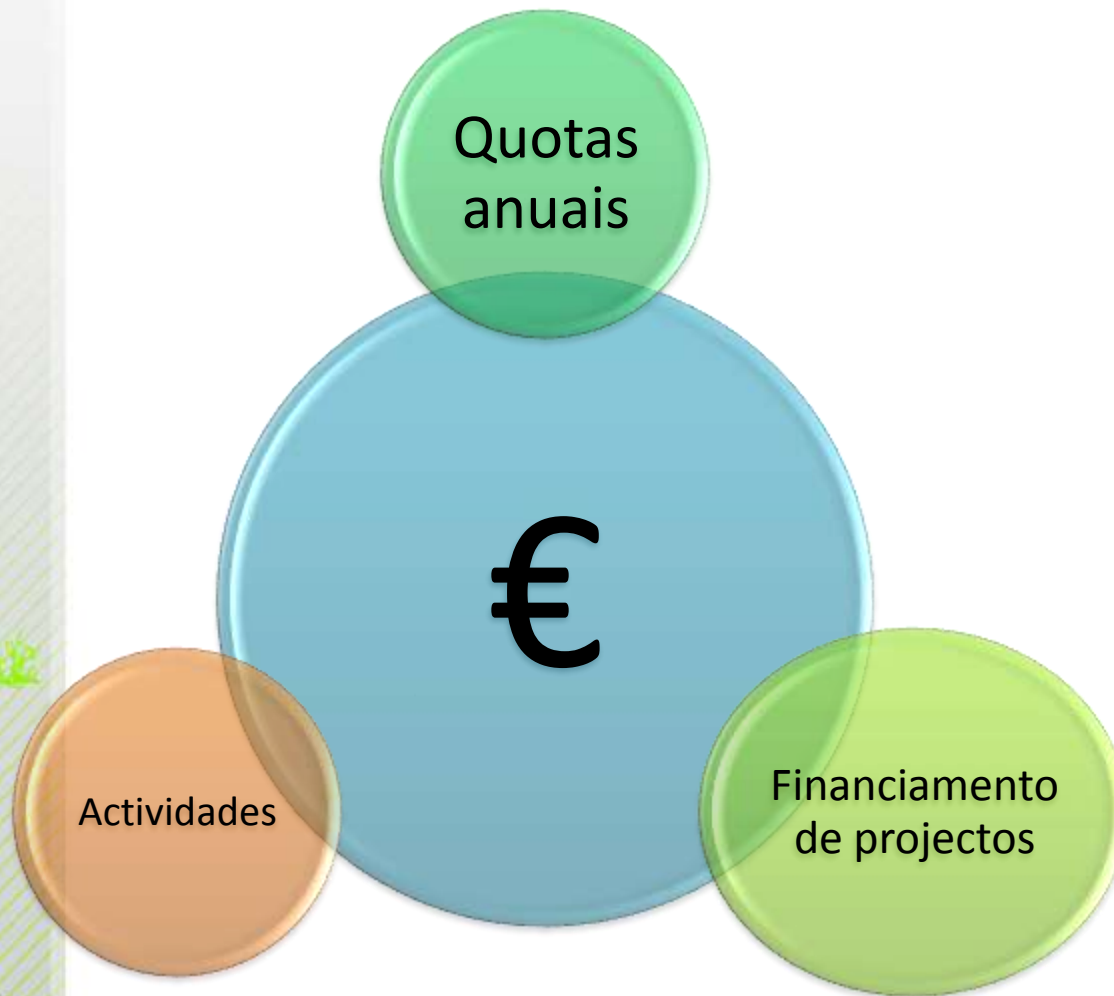 Quotas
anuais
€
Actividades
Financiamento
de projectos